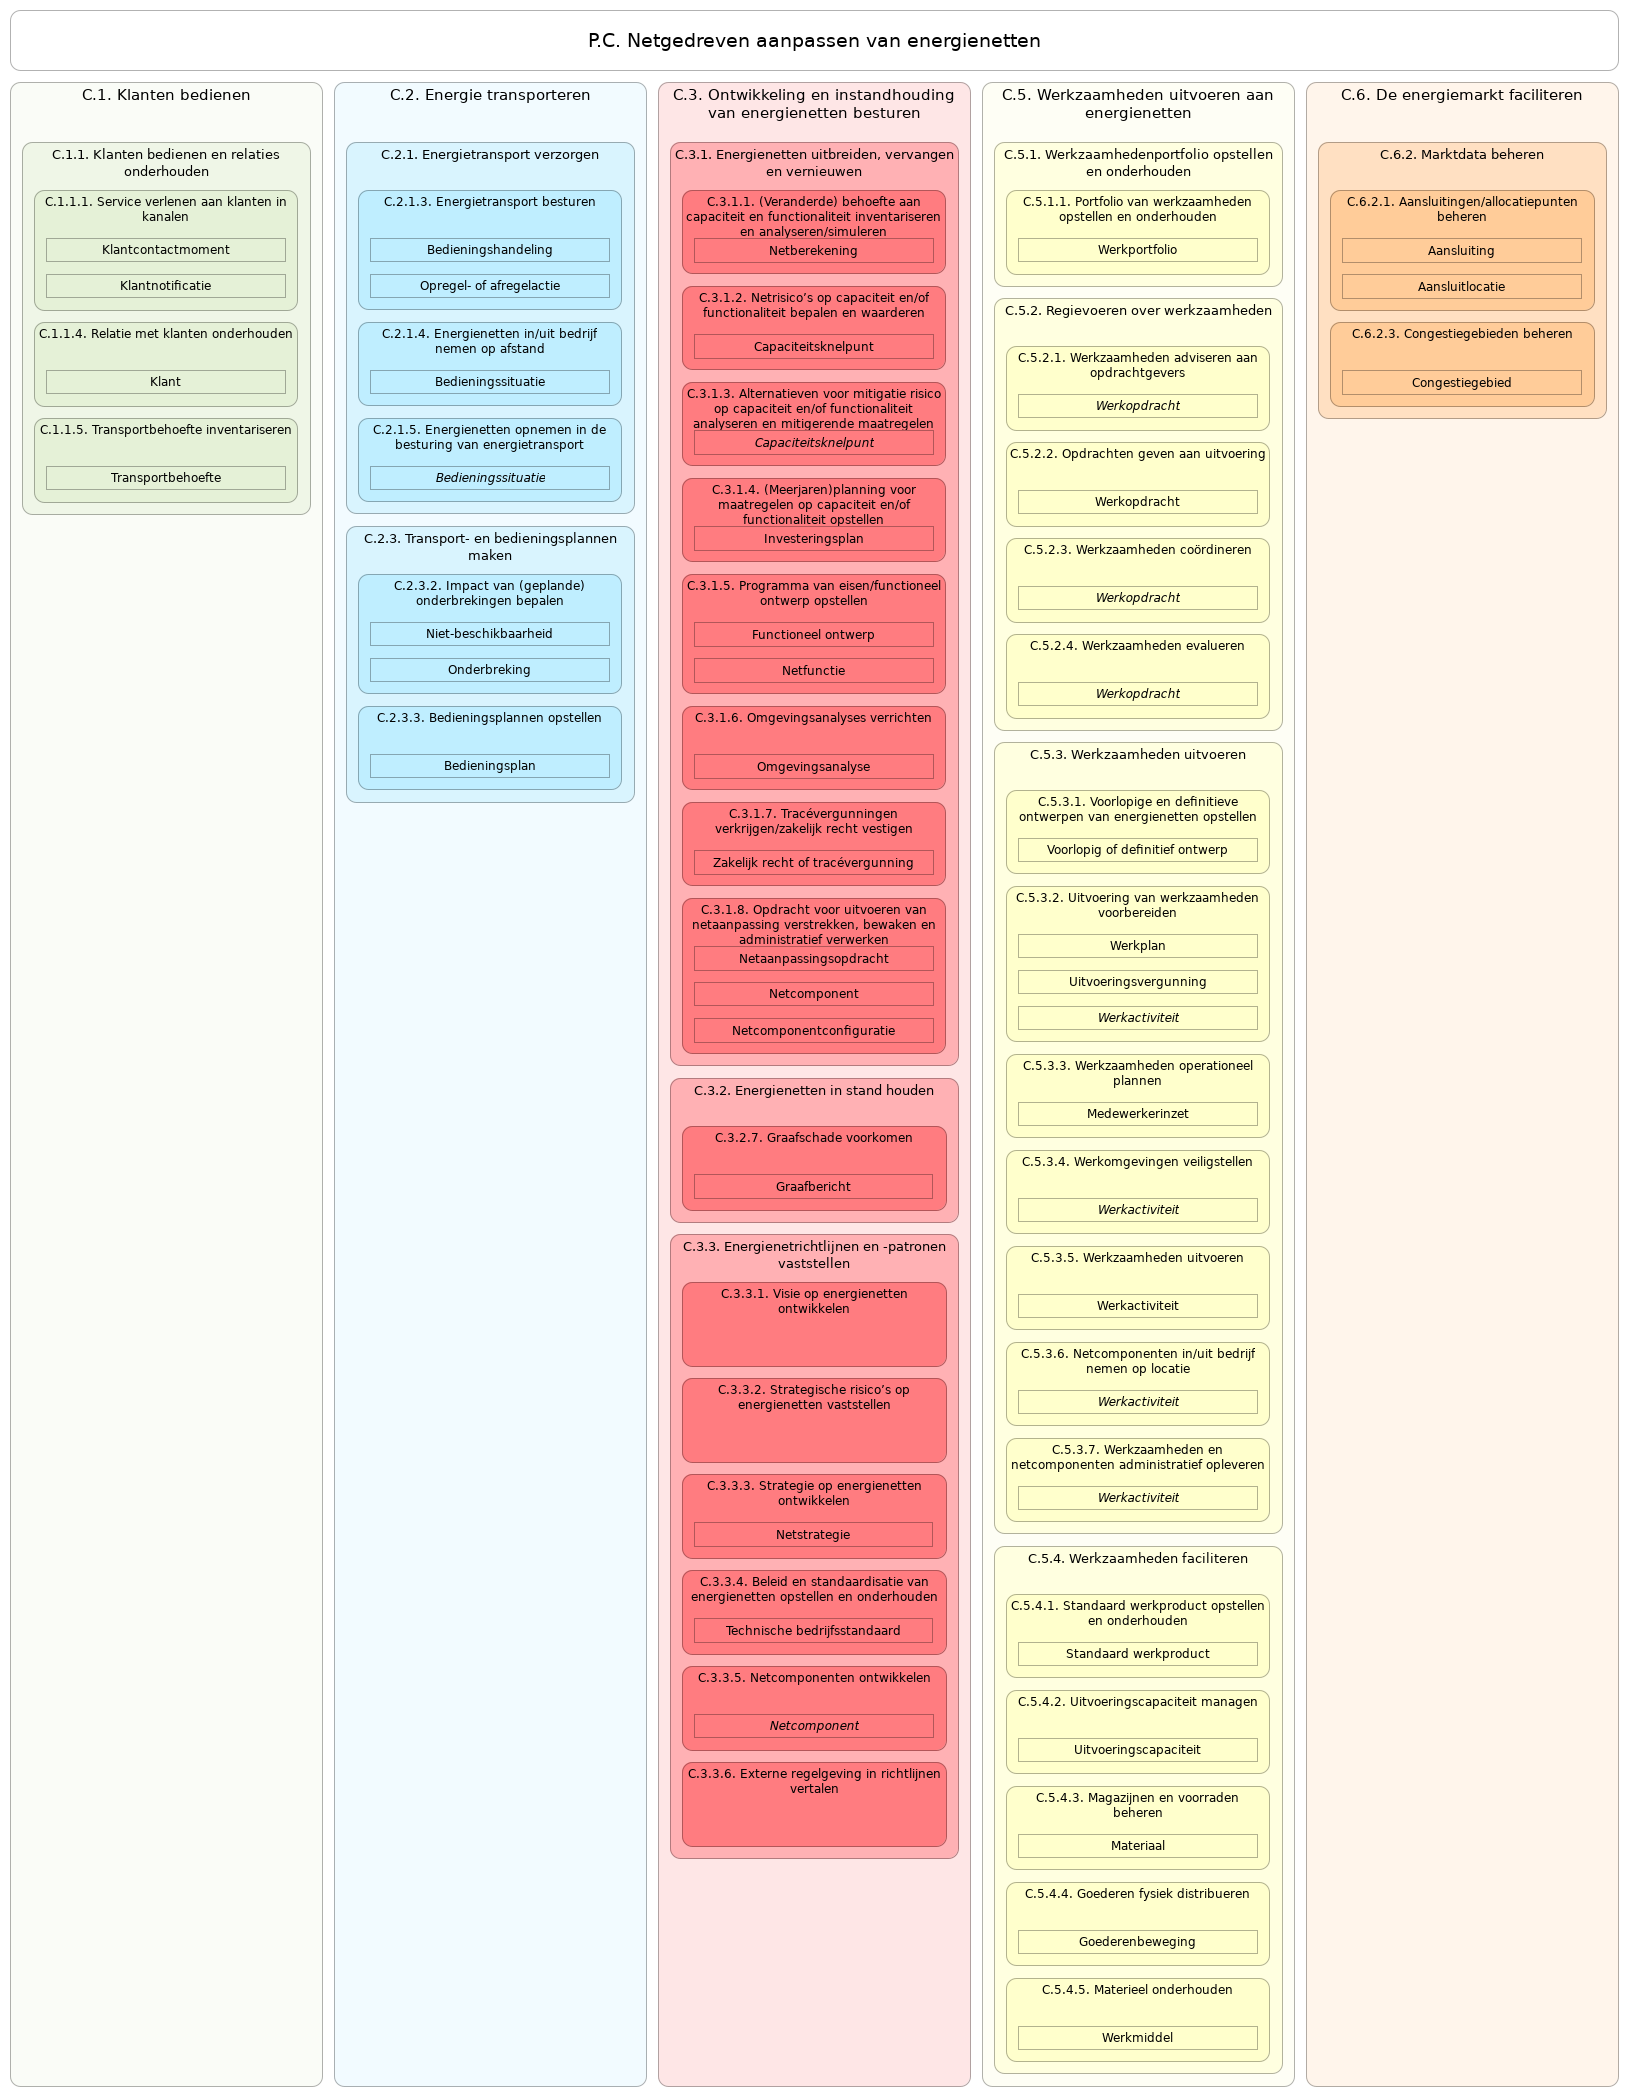 P.C. Netgedreven aanpassen van energienetten
C.1. Klanten bedienen
C.1.1. Klanten bedienen en relaties
onderhouden
C.1.1.1. Service verlenen aan klanten in
kanalen
Klantcontactmoment
Klantnotificatie
C.1.1.4. Relatie met klanten onderhouden
Klant
C.1.1.5. Transportbehoefte inventariseren
Transportbehoefte
C.2. Energie transporteren
C.2.1. Energietransport verzorgen
C.2.1.3. Energietransport besturen
Bedieningshandeling
Opregel- of afregelactie
C.2.1.4. Energienetten in/uit bedrijf
nemen op afstand
Bedieningssituatie
C.2.1.5. Energienetten opnemen in de
besturing van energietransport
Bedieningssituatie
C.2.3. Transport- en bedieningsplannen
maken
C.2.3.2. Impact van (geplande)
onderbrekingen bepalen
Niet-beschikbaarheid
Onderbreking
C.2.3.3. Bedieningsplannen opstellen
Bedieningsplan
C.3. Ontwikkeling en instandhouding
van energienetten besturen
C.3.1. Energienetten uitbreiden, vervangen
en vernieuwen
C.3.1.1. (Veranderde) behoefte aan
capaciteit en functionaliteit inventariseren
en analyseren/simuleren
Netberekening
C.3.1.2. Netrisico’s op capaciteit en/of
functionaliteit bepalen en waarderen
Capaciteitsknelpunt
C.3.1.3. Alternatieven voor mitigatie risico
op capaciteit en/of functionaliteit
analyseren en mitigerende maatregelen
Capaciteitsknelpunt
C.3.1.4. (Meerjaren)planning voor
maatregelen op capaciteit en/of
functionaliteit opstellen
Investeringsplan
C.3.1.5. Programma van eisen/functioneel
ontwerp opstellen
Functioneel ontwerp
Netfunctie
C.3.1.6. Omgevingsanalyses verrichten
Omgevingsanalyse
C.3.1.7. Tracévergunningen
verkrijgen/zakelijk recht vestigen
Zakelijk recht of tracévergunning
C.3.1.8. Opdracht voor uitvoeren van
netaanpassing verstrekken, bewaken en
administratief verwerken
Netaanpassingsopdracht
Netcomponent
Netcomponentconfiguratie
C.3.2. Energienetten in stand houden
C.3.2.7. Graafschade voorkomen
Graafbericht
C.3.3. Energienetrichtlijnen en -patronen
vaststellen
C.3.3.1. Visie op energienetten
ontwikkelen
C.3.3.2. Strategische risico’s op
energienetten vaststellen
C.3.3.3. Strategie op energienetten
ontwikkelen
Netstrategie
C.3.3.4. Beleid en standaardisatie van
energienetten opstellen en onderhouden
Technische bedrijfsstandaard
C.3.3.5. Netcomponenten ontwikkelen
Netcomponent
C.3.3.6. Externe regelgeving in richtlijnen
vertalen
C.5. Werkzaamheden uitvoeren aan
energienetten
C.5.1. Werkzaamhedenportfolio opstellen
en onderhouden
C.5.1.1. Portfolio van werkzaamheden
opstellen en onderhouden
Werkportfolio
C.5.2. Regievoeren over werkzaamheden
C.5.2.1. Werkzaamheden adviseren aan
opdrachtgevers
Werkopdracht
C.5.2.2. Opdrachten geven aan uitvoering
Werkopdracht
C.5.2.3. Werkzaamheden coördineren
Werkopdracht
C.5.2.4. Werkzaamheden evalueren
Werkopdracht
C.5.3. Werkzaamheden uitvoeren
C.5.3.1. Voorlopige en definitieve
ontwerpen van energienetten opstellen
Voorlopig of definitief ontwerp
C.5.3.2. Uitvoering van werkzaamheden
voorbereiden
Werkplan
Uitvoeringsvergunning
Werkactiviteit
C.5.3.3. Werkzaamheden operationeel
plannen
Medewerkerinzet
C.5.3.4. Werkomgevingen veiligstellen
Werkactiviteit
C.5.3.5. Werkzaamheden uitvoeren
Werkactiviteit
C.5.3.6. Netcomponenten in/uit bedrijf
nemen op locatie
Werkactiviteit
C.5.3.7. Werkzaamheden en
netcomponenten administratief opleveren
Werkactiviteit
C.5.4. Werkzaamheden faciliteren
C.5.4.1. Standaard werkproduct opstellen
en onderhouden
Standaard werkproduct
C.5.4.2. Uitvoeringscapaciteit managen
Uitvoeringscapaciteit
C.5.4.3. Magazijnen en voorraden
beheren
Materiaal
C.5.4.4. Goederen fysiek distribueren
Goederenbeweging
C.5.4.5. Materieel onderhouden
Werkmiddel
C.6. De energiemarkt faciliteren
C.6.2. Marktdata beheren
C.6.2.1. Aansluitingen/allocatiepunten
beheren
Aansluiting
Aansluitlocatie
C.6.2.3. Congestiegebieden beheren
Congestiegebied